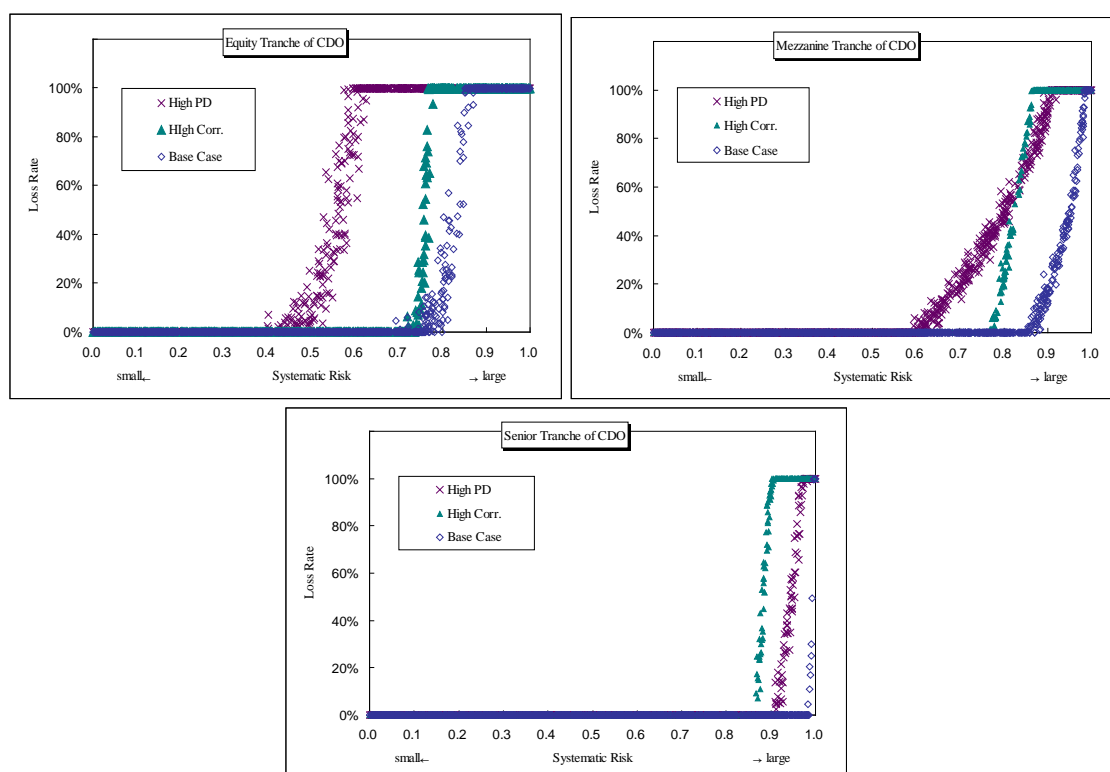 Equity Tranche of CDO
100%
80%
60%
40%
20%
0%
Loss Rate
High PD
HIgh Corr.
Base Case
0.0 0.1 0.2 0.3 0.4 0.5 0.6 0.7 0.8 0.9 1.0
small← Systematic Risk → large
Mezzanine Tranche of CDO
100%
80%
60%
40%
20%
0%
Loss Rate
High PD
High Corr.
Base Case
0.0 0.1 0.2 0.3 0.4 0.5 0.6 0.7 0.8 0.9 1.0
small← Systematic Risk → large
Senior Tranche of CDO
100%
80%
60%
40%
20%
0%
Loss Rate
High PD
High Corr.
Base Case
0.0 0.1 0.2 0.3 0.4 0.5 0.6 0.7 0.8 0.9 1.0
small← Systematic Risk → large